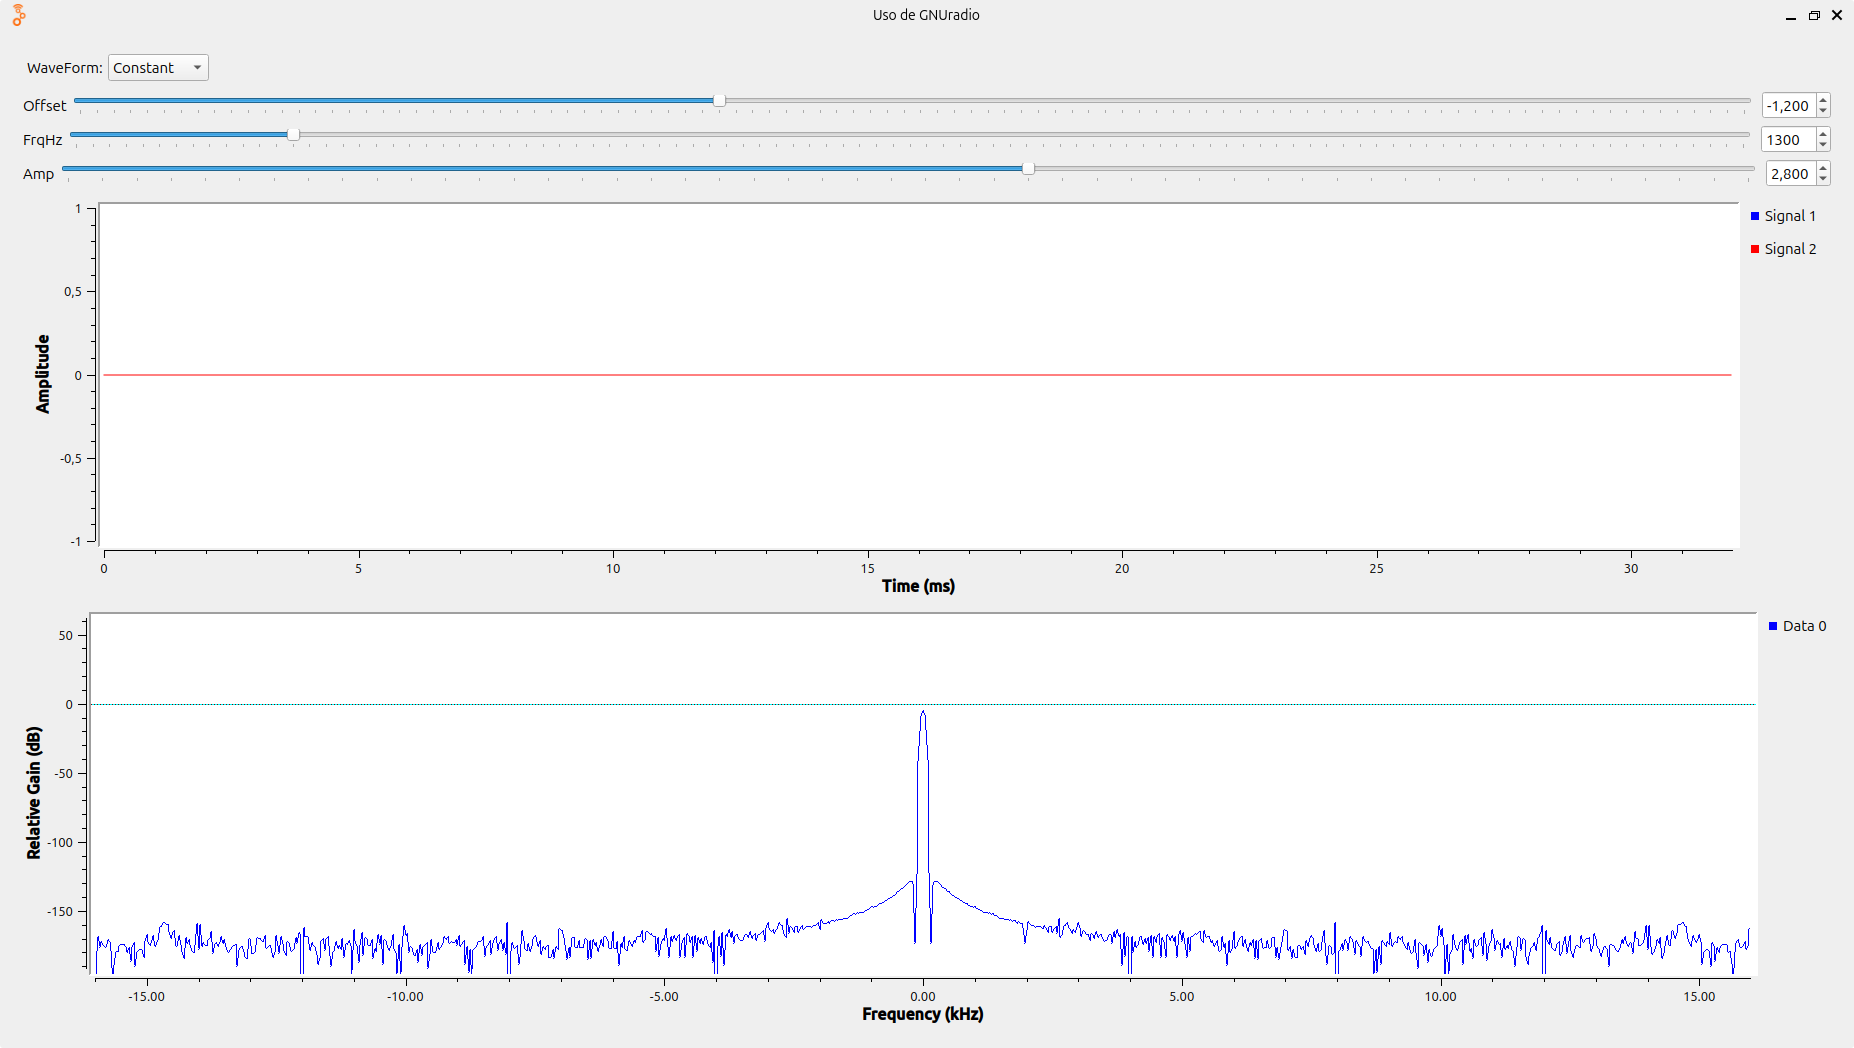 Uso de GNUradio
WaveForm: Constant
Offset -1,200
FrqHz 1300
Amp 2,800
Signal 1
Signal 2
Amplitude
1
0,5
0
-0,5
-1
0 5 10 15 20 25 30
Time (ms)
Data 0
Relative Gain (dB)
50
0
-50
-100
-150
-15.00 -10.00 -5.00 0.00 5.00 10.00 15.00
Frequency (kHz)